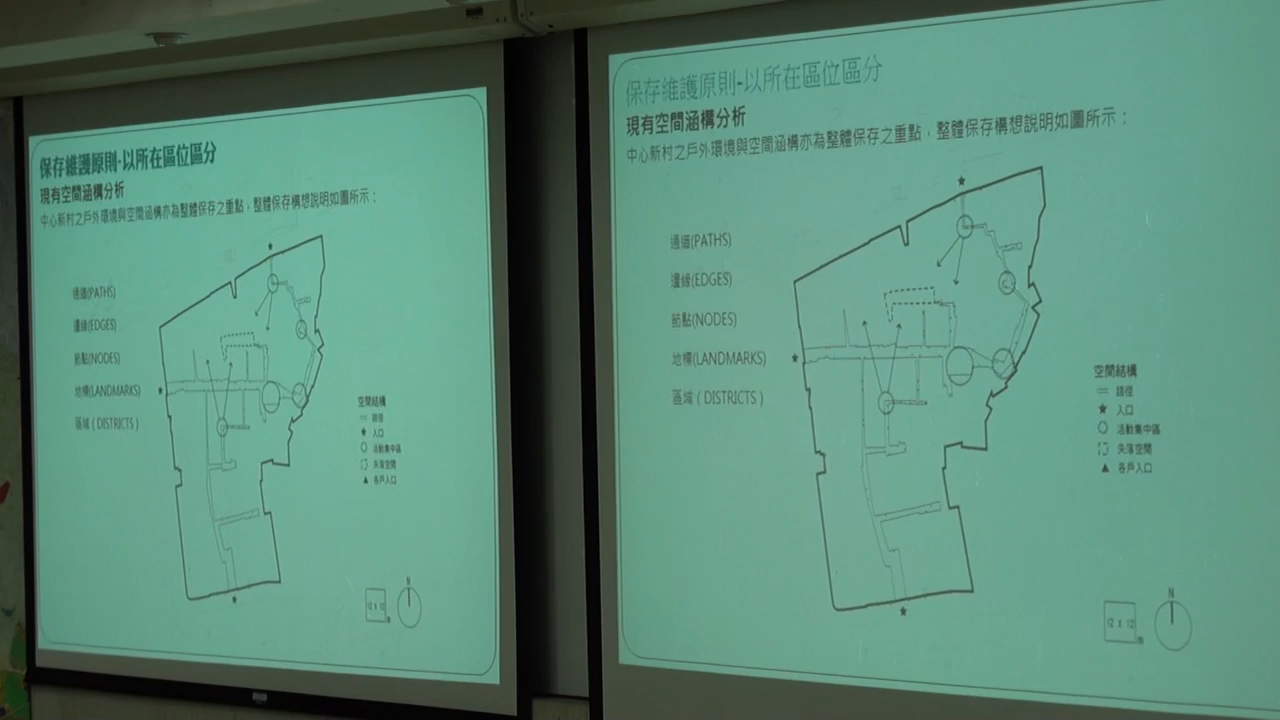 保存維護原則-以所在區位區分
現有空間涵構分析
中心新村之戶外環境與空間涵構亦為整體保存之重點，整體保存構想說明如圖所示：
通道(PATHS)
邊緣(EDGES)
節點(NODES)
地標(LANDMARKS)
區域（DISTRICTS）
空間結構
路徑
入口
活動集中區
失落空間
各戶入口
12 x 12 m
N
保存維護原則-以所在區位區分
現有空間涵構分析
中心新村之戶外環境與空間涵構亦為整體保存之重點，整體保存構想說明如圖所示：
通道(PATHS)
邊緣(EDGES)
節點(NODES)
地標(LANDMARKS)
區域（DISTRICTS）
空間結構
路徑
入口
活動集中區
失落空間
各戶入口
12 x 12 m
N